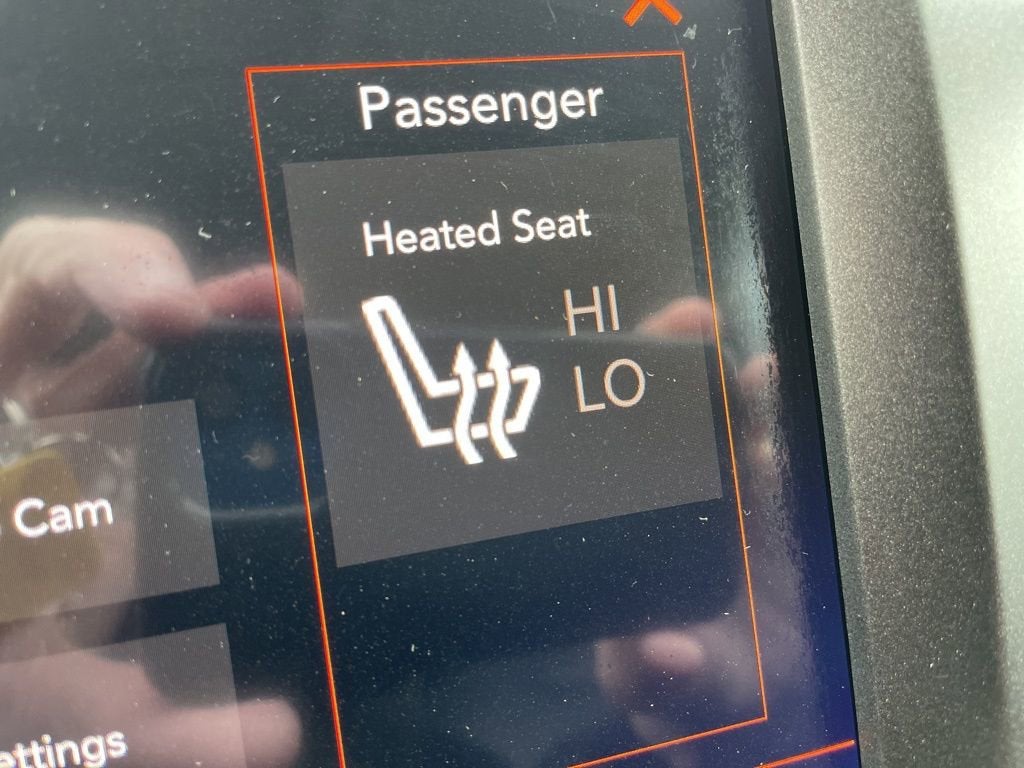 Passenger
Heated Seat
HI
LO
Cam
ettings